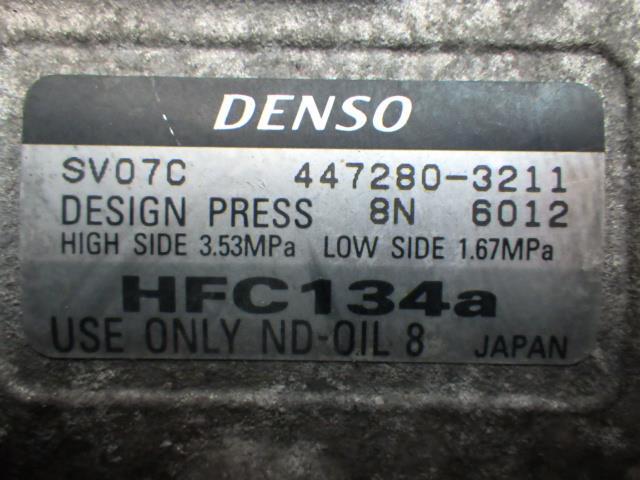 DENSO
SV07C 447280-3211
DESIGN PRESS 8N 6012
HIGH SIDE 3.53MPa LOW SIDE 1.67MPa
HFC134a
USE ONLY ND-OIL 8 JAPAN